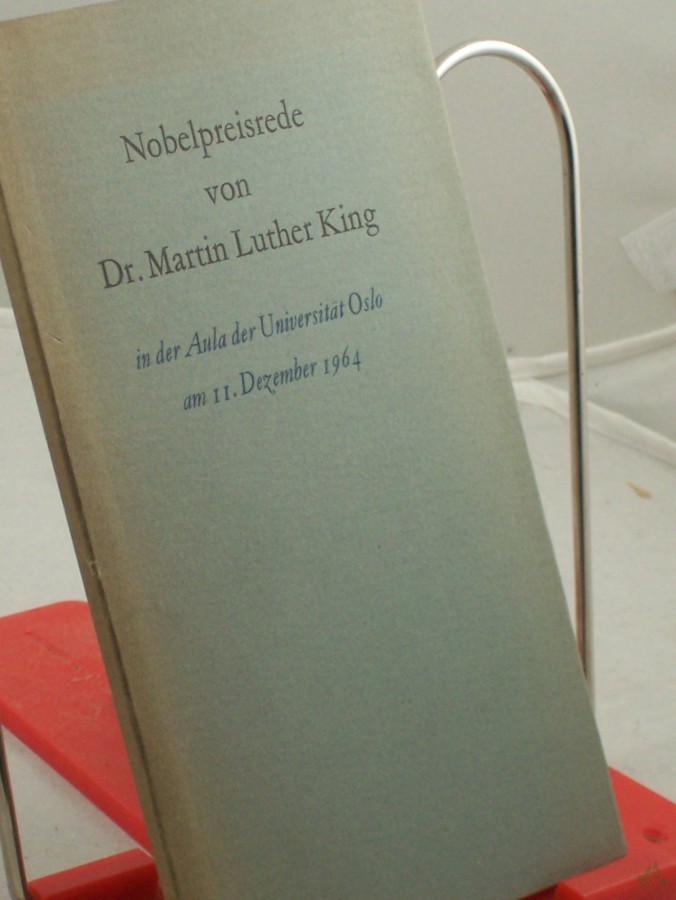 Nobelpreisrede
von
Dr. Martin Luther King
in der Aula der Universität Oslo
am 11. Dezember 1964